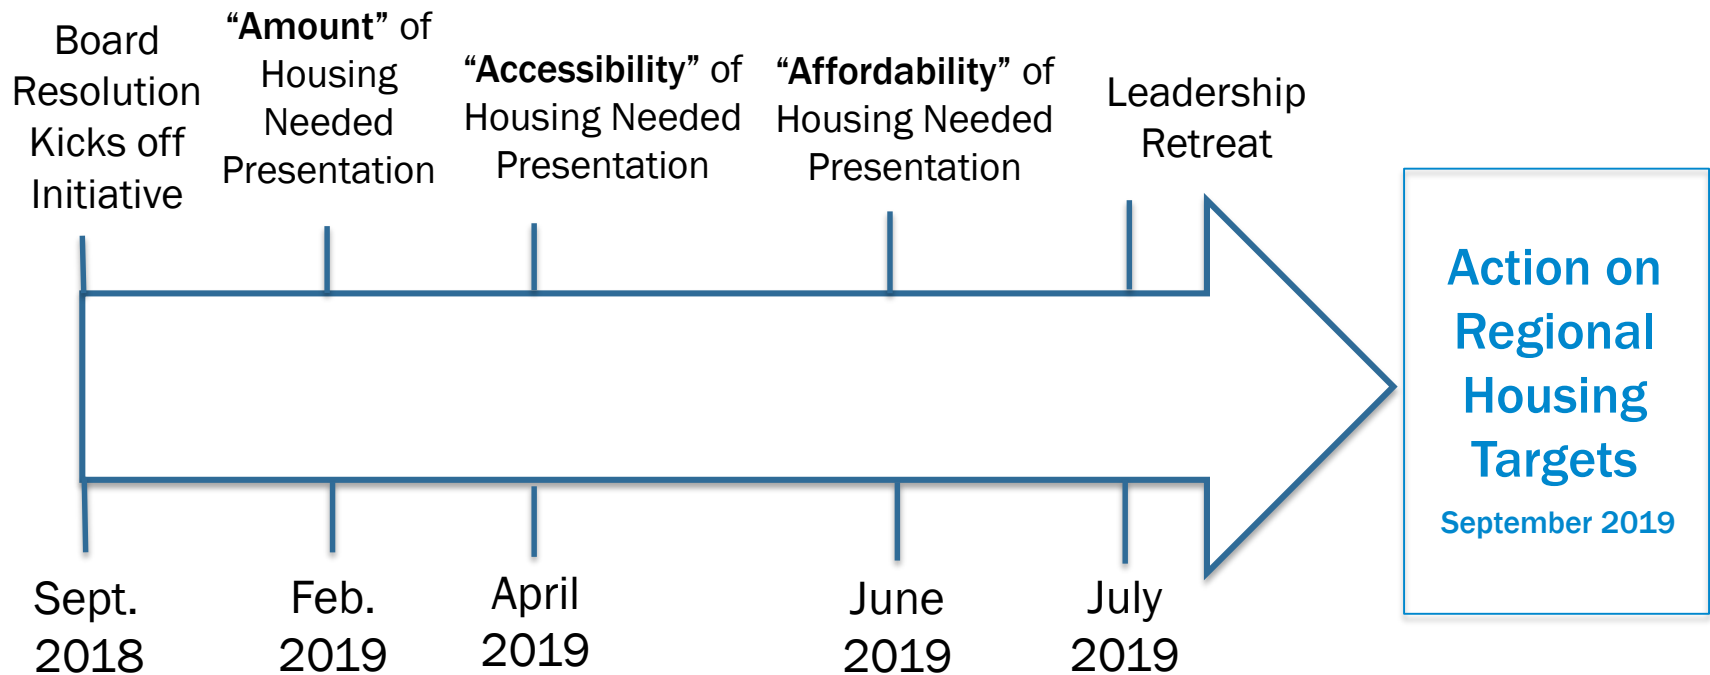 Board
Resolution
Kicks off
Initiative
“Amount” of
Housing
Needed
Presentation
“Accessibility” of
Housing Needed
Presentation
“Affordability” of
Housing Needed
Presentation
Leadership
Retreat
Action on
Regional
Housing
Targets
September 2019
Sept.
2018
Feb.
2019
April
2019
June
2019
July
2019